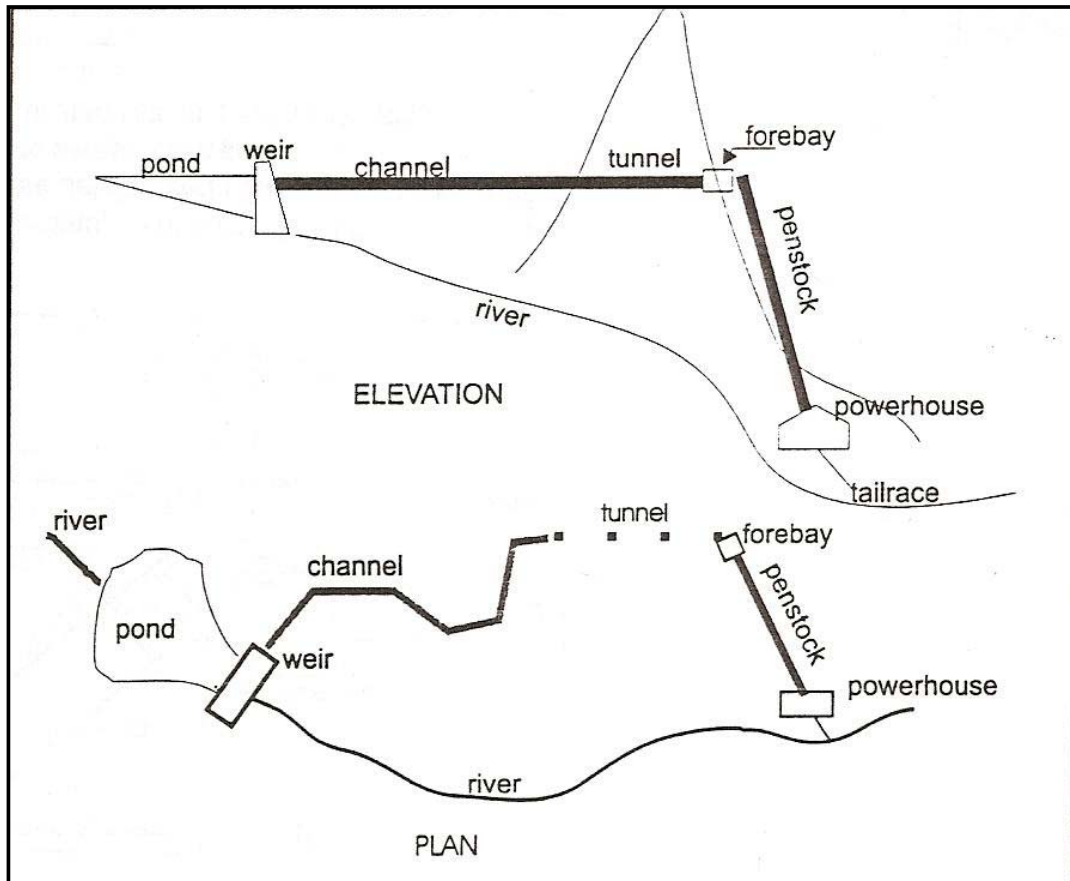 weir
forebay
pond
channel
tunnel
penstock
river
ELEVATION
powerhouse
tailrace
river
tunnel
forebay
channel
penstock
pond
weir
powerhouse
river
PLAN